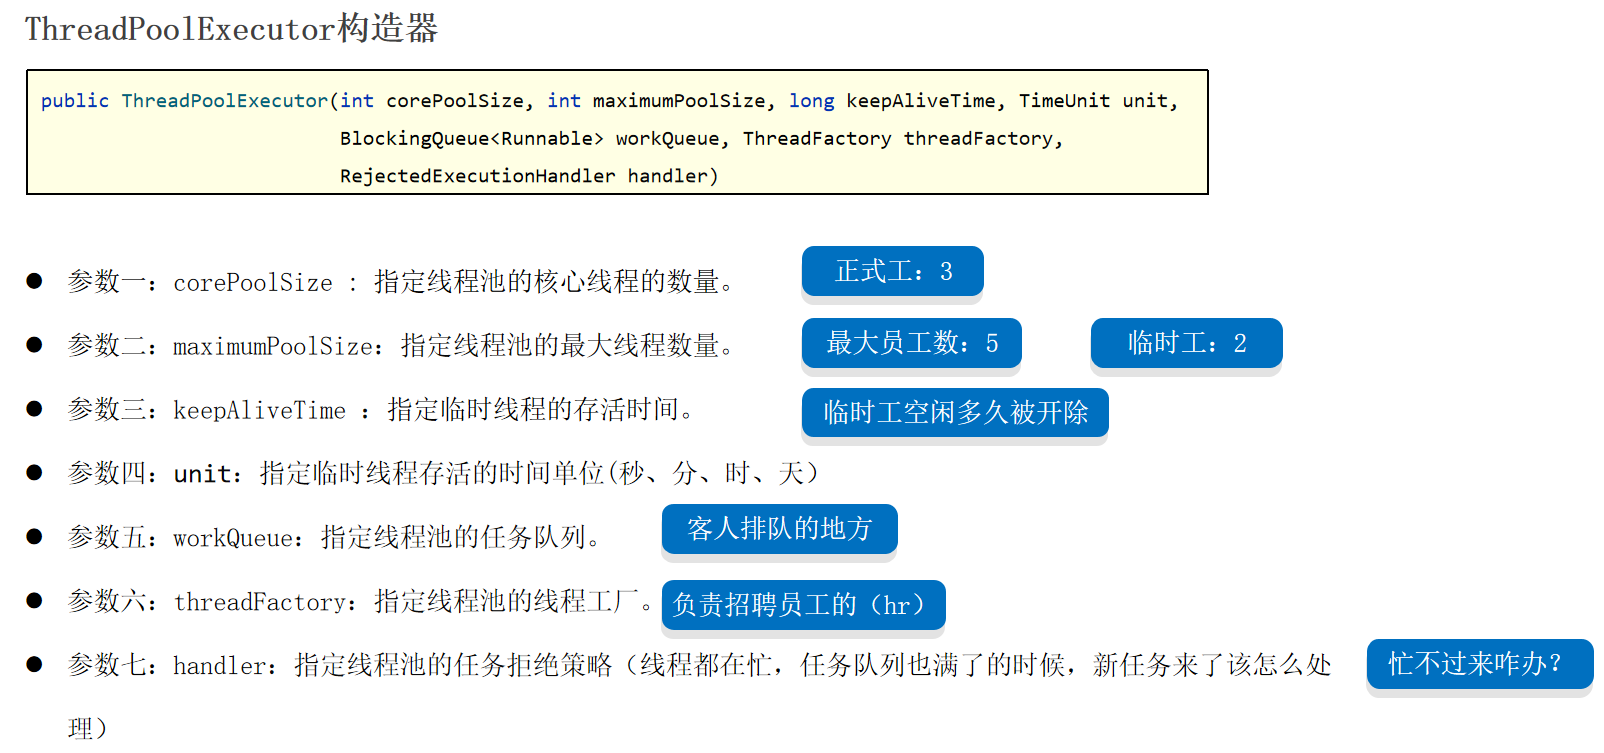 ThreadPoolExecutor构造器
public ThreadPoolExecutor(int corePoolSize, int maximumPoolSize, long keepAliveTime, TimeUnit unit,
BlockingQueue<Runnable> workQueue, ThreadFactory threadFactory,
RejectedExecutionHandler handler)
● 参数一：corePoolSize : 指定线程池的核心线程的数量。 正式工：3
● 参数二：maximumPoolSize：指定线程池的最大线程数量。 最大员工数：5 临时工：2
● 参数三：keepAliveTime ：指定临时线程的存活时间。 临时工空闲多久被开除
● 参数四：unit：指定临时线程存活的时间单位(秒、分、时、天）
● 参数五：workQueue：指定线程池的任务队列。 客人排队的地方
● 参数六：threadFactory：指定线程池的线程工厂。 负责招聘员工的（hr）
● 参数七：handler：指定线程池的任务拒绝策略（线程都在忙，任务队列也满了的时候，新任务来了该怎么处 忙不过来咋办？
理）